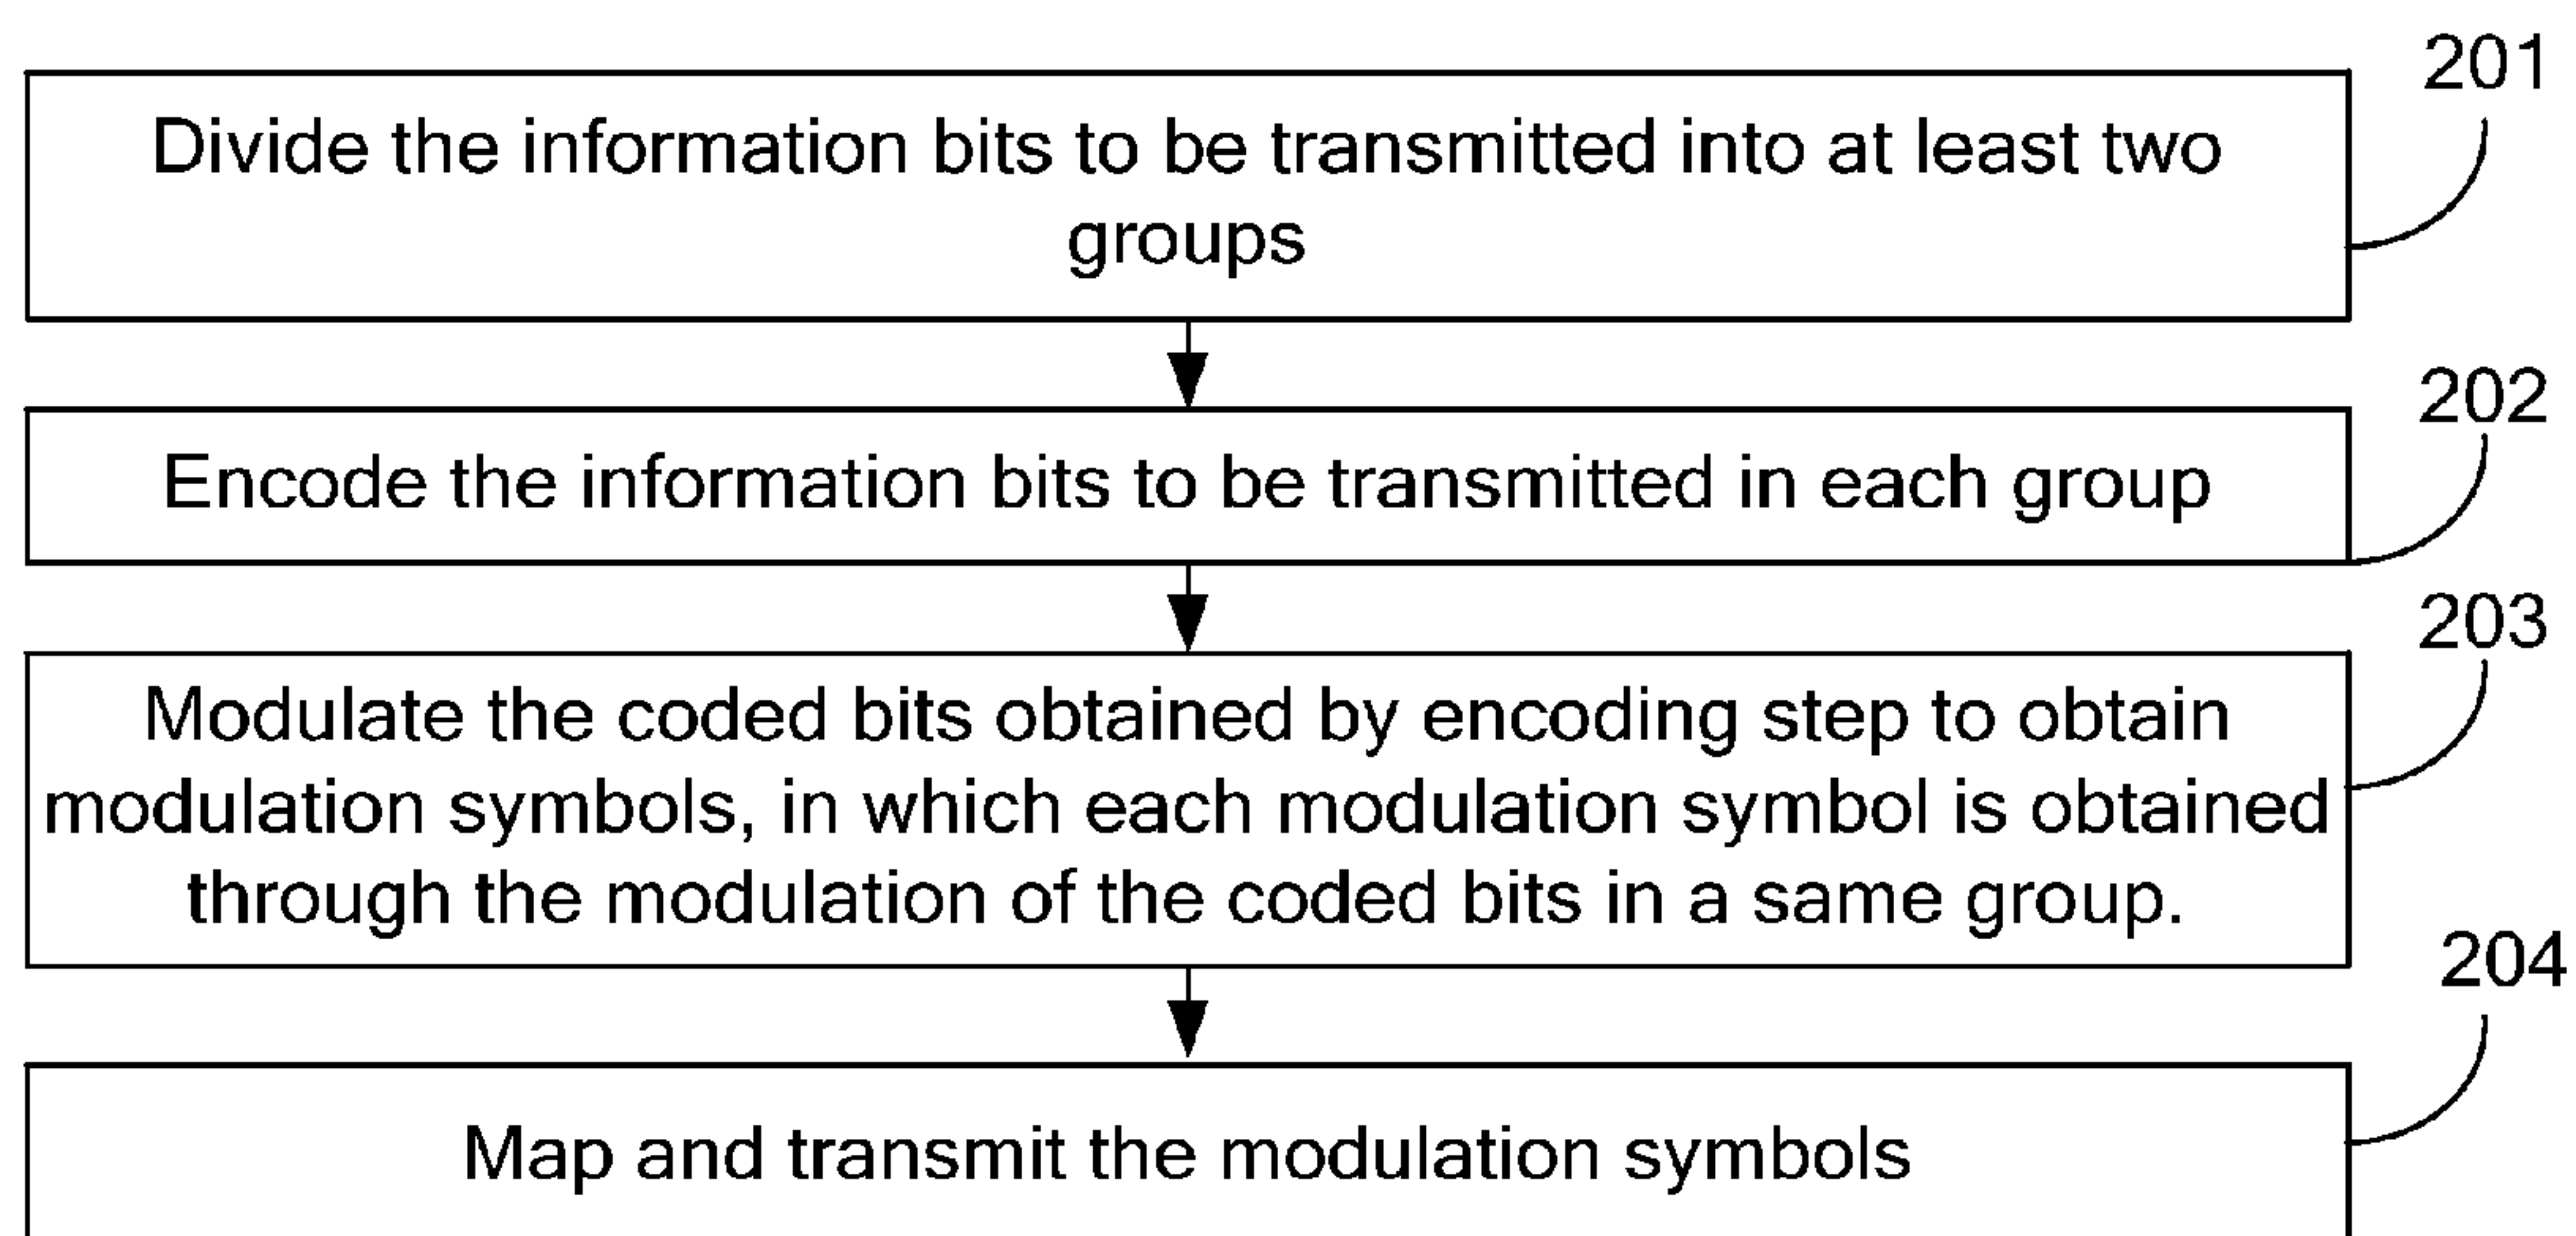 201
Divide the information bits to be transmitted into at least two
groups
202
Encode the information bits to be transmitted in each group
203
Modulate the coded bits obtained by encoding step to obtain
modulation symbols, in which each modulation symbol is obtained
through the modulation of the coded bits in a same group.
204
Map and transmit the modulation symbols